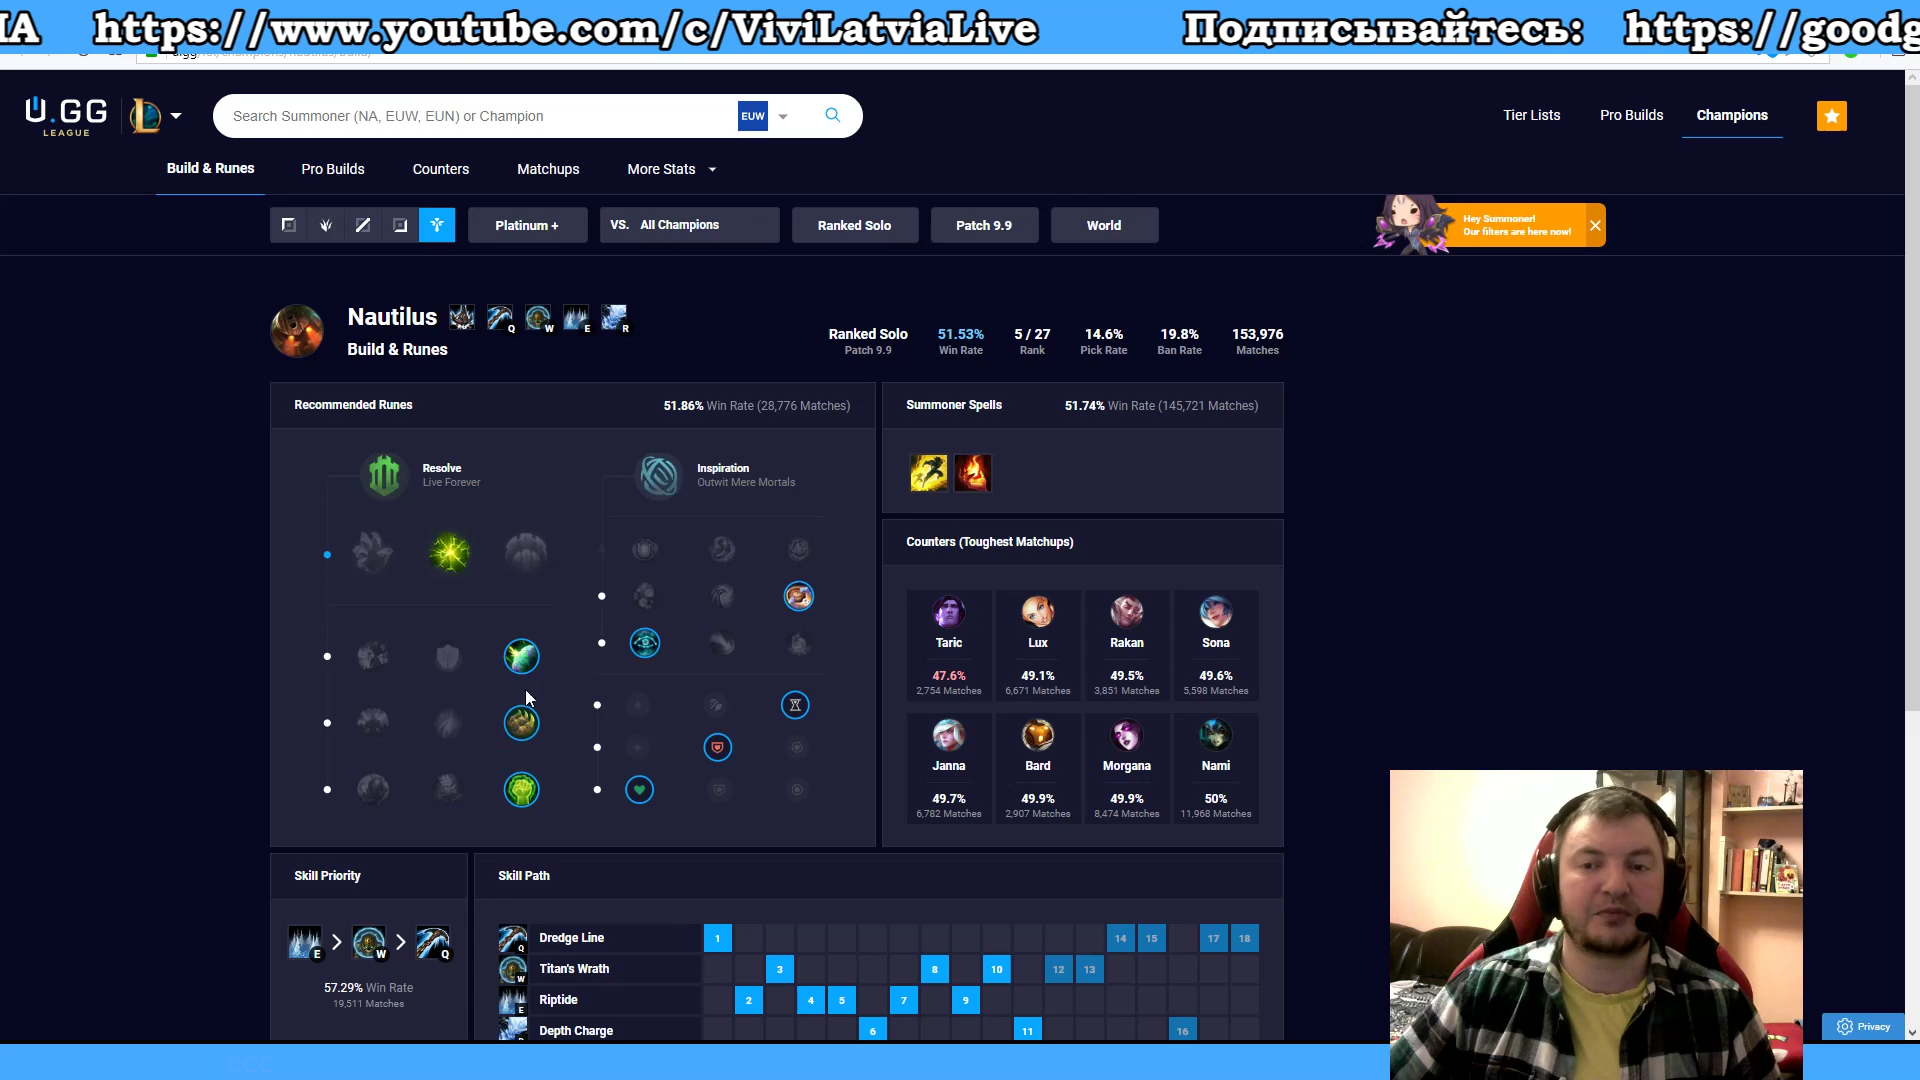 ИА https://www.youtube.com/c/ViviLatviaLive Подписывайтесь: https://goodg
U.GG
LEAGUE
Search Summoner (NA, EUW, EUN) or Champion
EUW
Tier Lists
Pro Builds
Champions
Build & Runes
Pro Builds
Counters
Matchups
More Stats
Platinum +
VS. All Champions
Ranked Solo
Patch 9.9
World
Hey Summoner!
Our filters are here now!
Nautilus
Q W E R
Build & Runes
Ranked Solo 51.53% 5 / 27 14.6% 19.8% 153,976
Patch 9.9 Win Rate Rank Pick Rate Ban Rate Matches
Recommended Runes
51.86% Win Rate (28,776 Matches)
Resolve
Live Forever
Inspiration
Outwit Mere Mortals
Summoner Spells
51.74% Win Rate (145,721 Matches)
Counters (Toughest Matchups)
Taric Lux Rakan Sona
47.6% 49.1% 49.5% 49.6%
2,754 Matches 6,671 Matches 3,851 Matches 5,598 Matches
Janna Bard Morgana Nami
49.7% 49.9% 49.9% 50%
6,782 Matches 2,907 Matches 8,474 Matches 11,968 Matches
Skill Priority
E W Q
57.29% Win Rate
19,511 Matches
Skill Path
Q Dredge Line 1 14 15 17 18
W Titan's Wrath 3 8 10 12 13
E Riptide 2 4 5 7 9
Depth Charge 6 11 16
Privacy